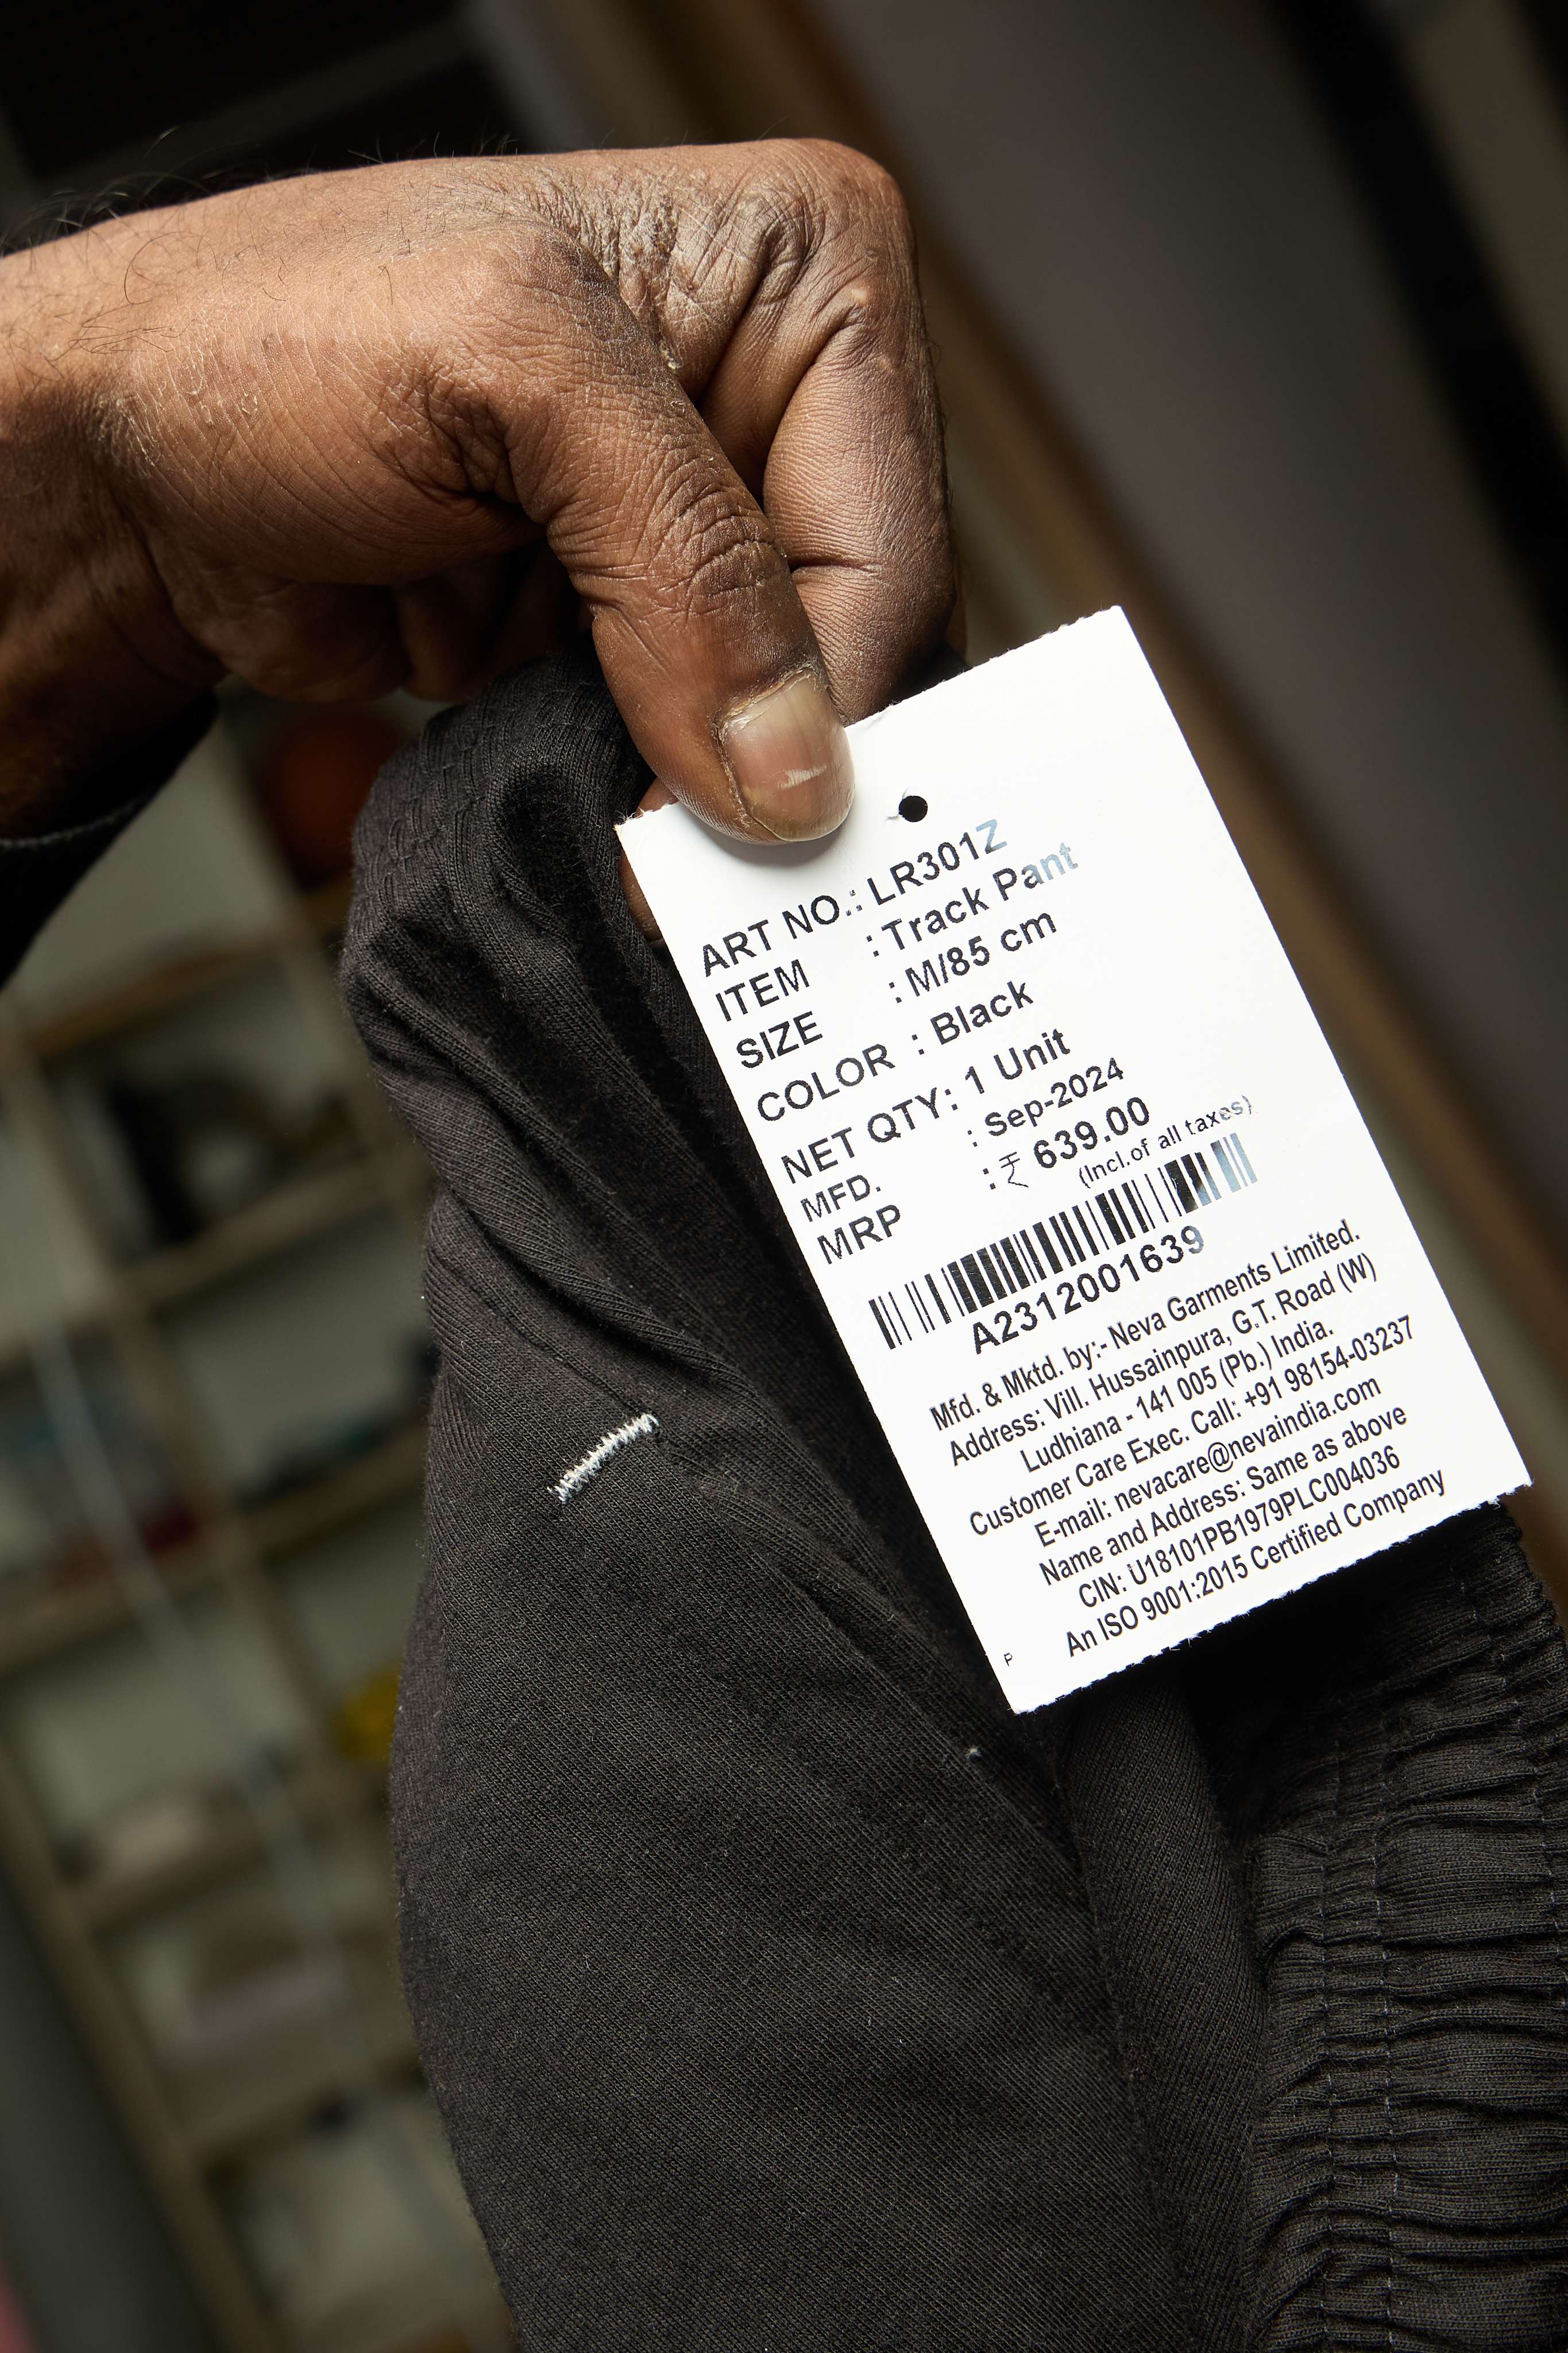 ART NO.: LR301Z
ITEM : Track Pant
SIZE : M/85 cm
COLOR : Black
NET QTY: 1 Unit
MFD. : Sep-2024
MRP : ₹ 639.00
(Incl.of all taxes)
A2312001639
Mfd. & Mktd. by:- Neva Garments Limited.
Address: Vill. Hussainpura, G.T. Road (W)
Ludhiana - 141 005 (Pb.) India.
Customer Care Exec. Call: +91 98154-03237
E-mail: nevacare@nevaindia.com
Name and Address: Same as above
CIN: U18101PB1979PLC004036
An ISO 9001:2015 Certified Company
P